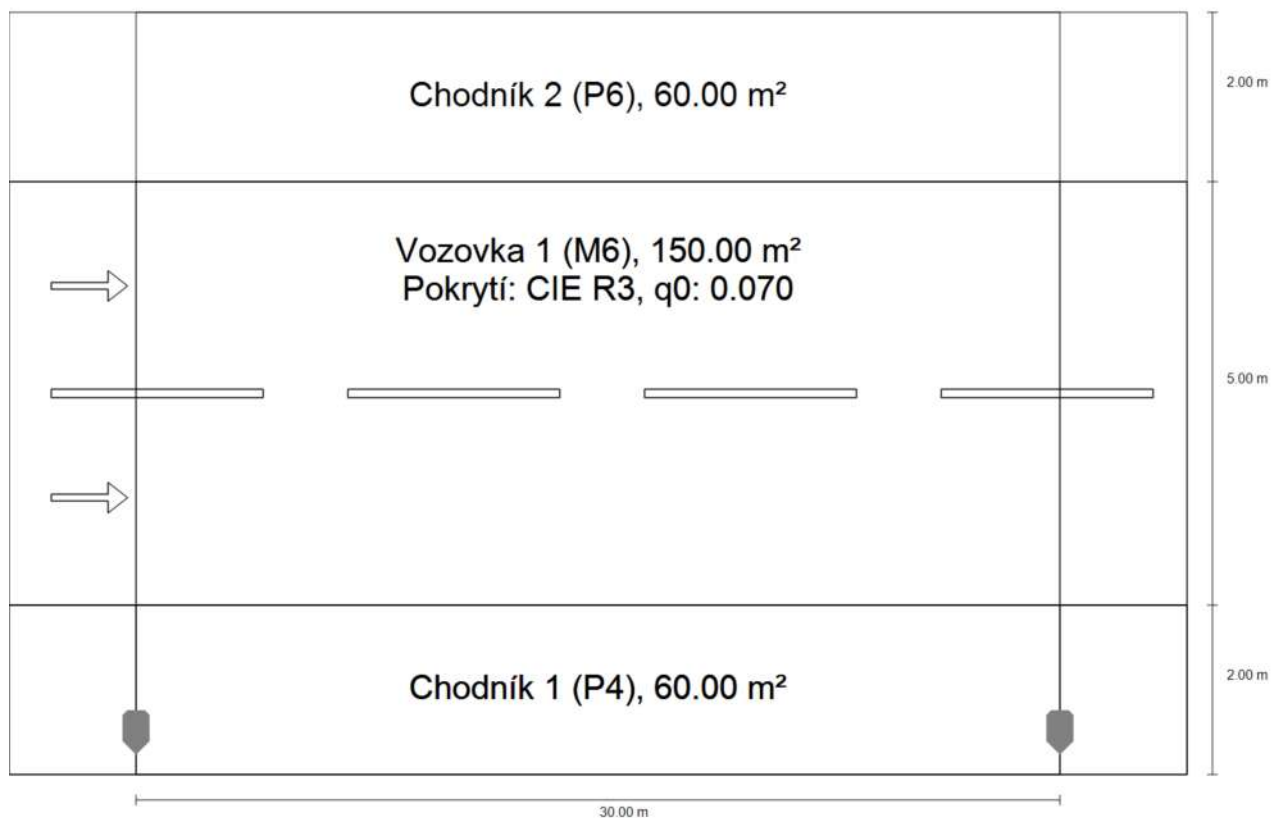 Chodník 2 (P6), 60.00 m²
2.00 m
Vozovka 1 (M6), 150.00 m²
Pokrytí: CIE R3, q0: 0.070
5.00 m
Chodník 1 (P4), 60.00 m²
2.00 m
30.00 m